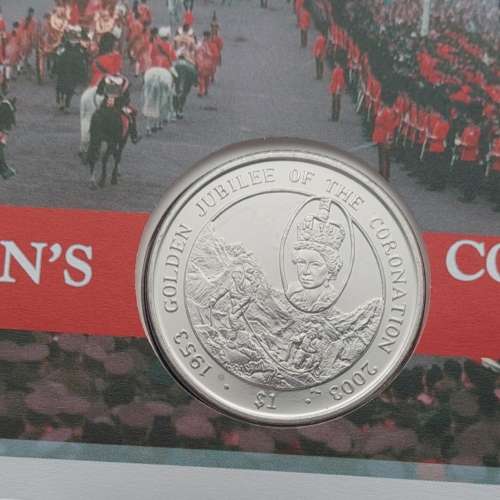 N'S
CO
1953 GOLDEN JUBILEE OF THE CORONATION 2003
$1